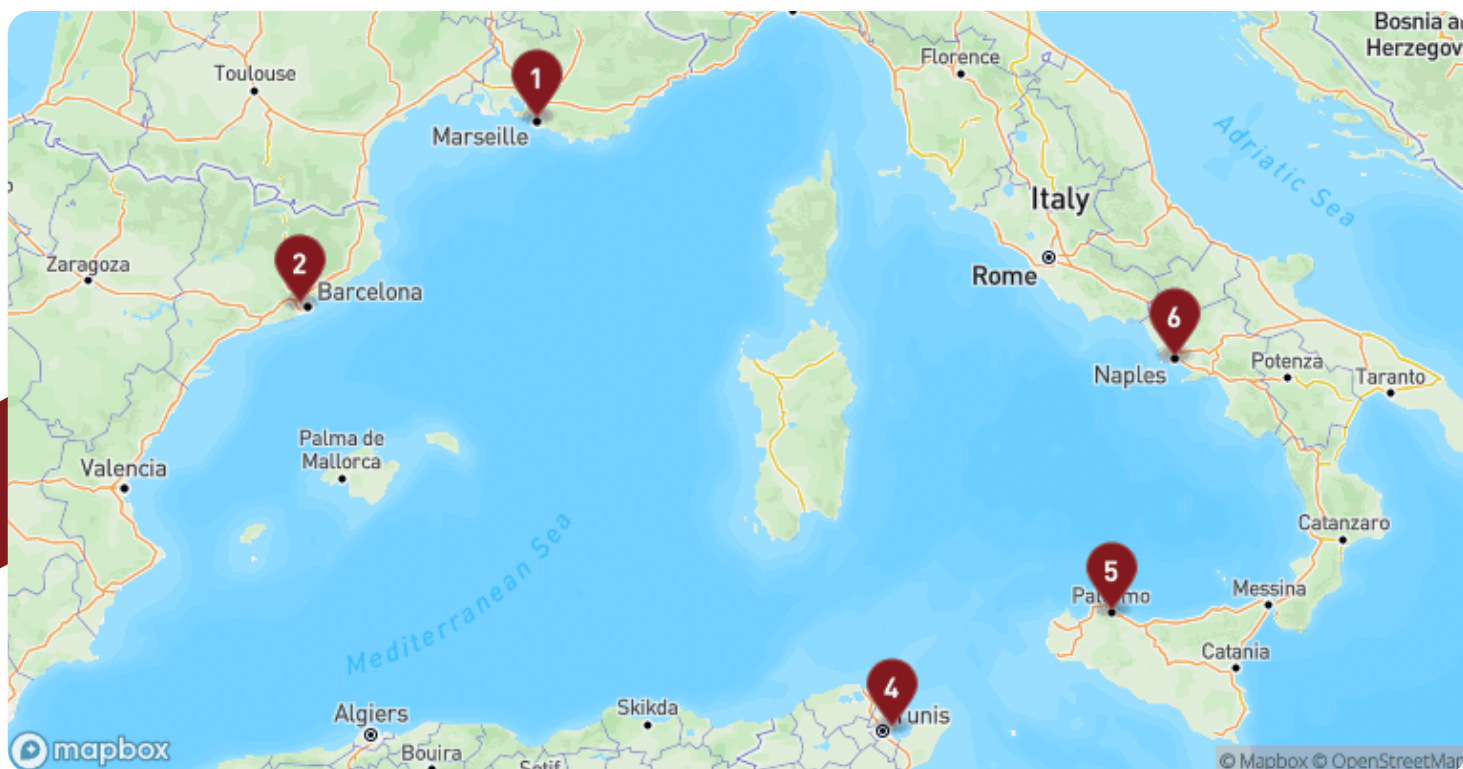 Bosnia a
Herzegov
Florence
Toulouse
1
Marseille
Adriatic Sea
Italy
2
Zaragoza
Rome
Barcelona
6
Naples
Potenza
Taranto
Palma de
Mallorca
Valencia
Catanzaro
Mediterranean Sea
5
Messina
Catania
4
Algiers
Skikda
mapbox
Bouira
© Mapbox © OpenStreetMap